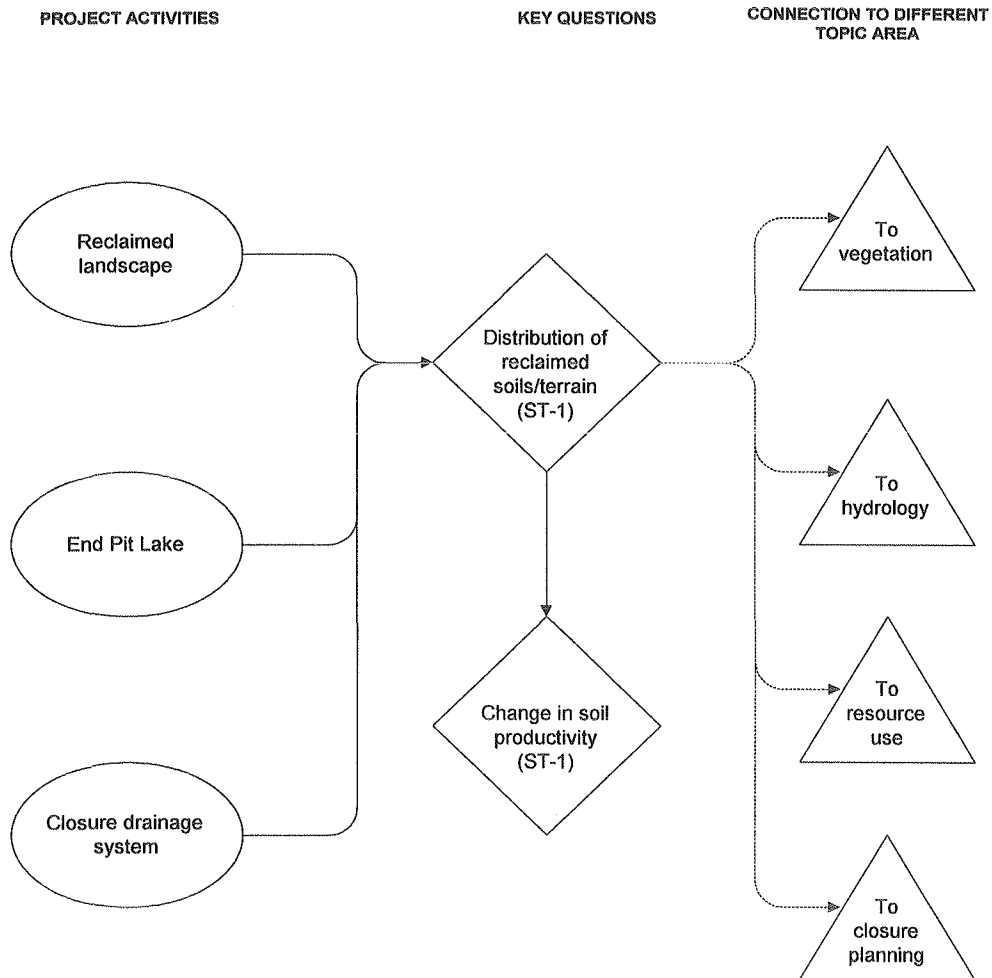 PROJECT ACTIVITIES
KEY QUESTIONS
CONNECTION TO DIFFERENT
TOPIC AREA
Reclaimed
landscape
End Pit Lake
Closure drainage
system
Distribution of
reclaimed
soils/terrain
(ST-1)
Change in soil
productivity
(ST-1)
To
vegetation
To
hydrology
To
resource
use
To
closure
planning